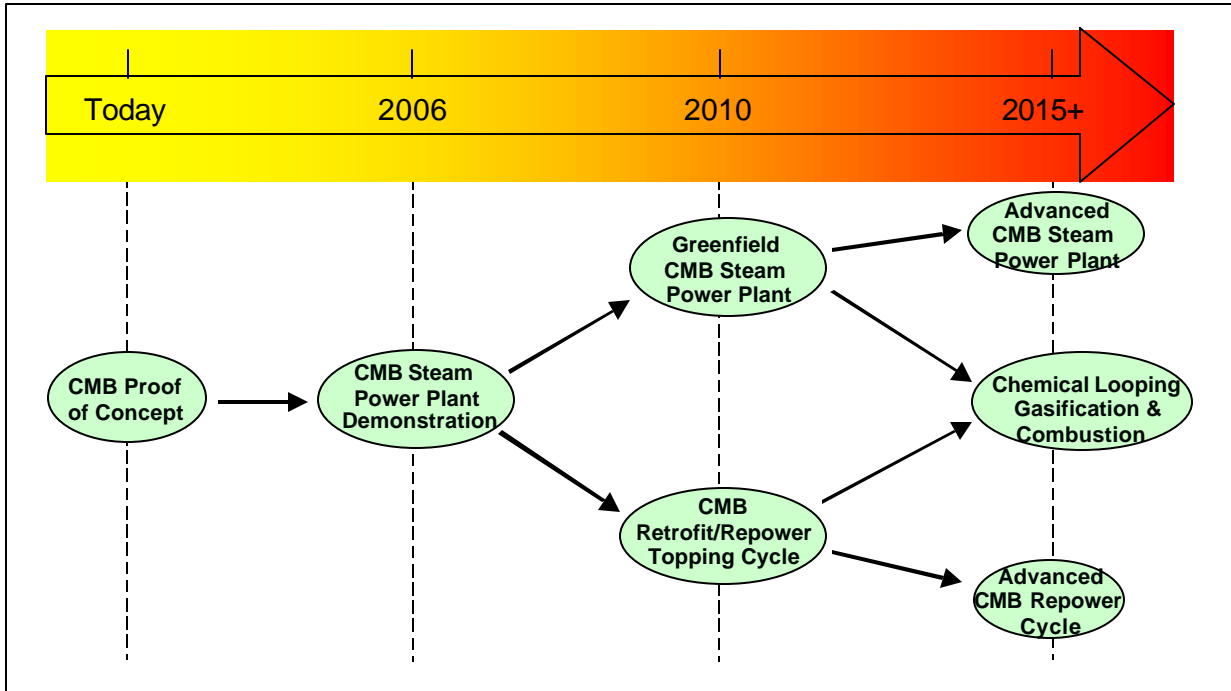 Today
2006
2010
2015+
CMB Proof
of Concept
CMB Steam
Power Plant
Demonstration
Greenfield
CMB Steam
Power Plant
CMB
Retrofit/Repower
Topping Cycle
Advanced
CMB Steam
Power Plant
Chemical Looping
Gasification &
Combustion
Advanced
CMB Repower
Cycle